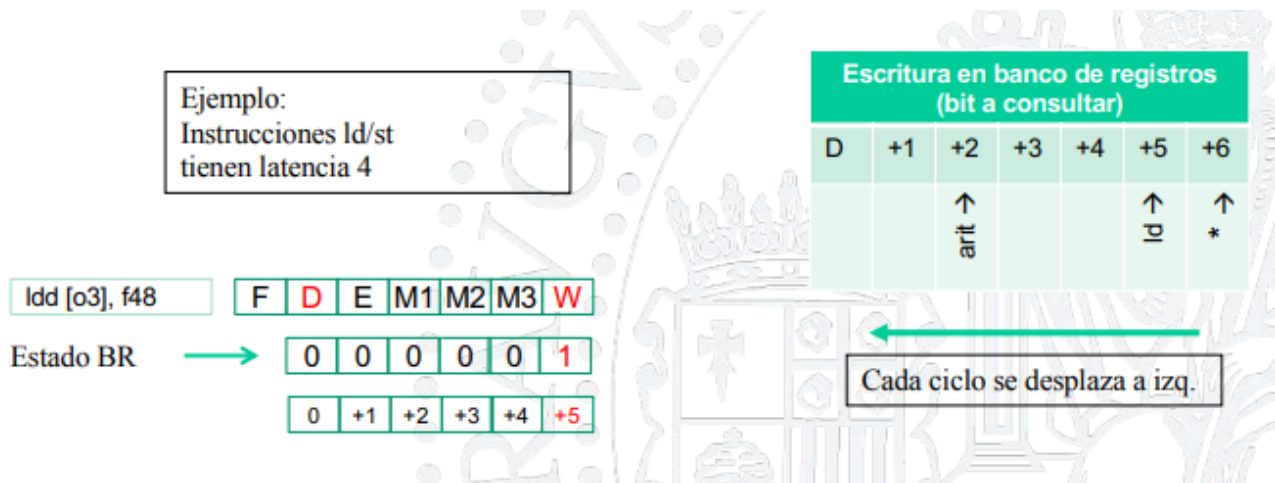 Ejemplo:
Instrucciones ld/st
tienen latencia 4
Escritura en banco de registros
(bit a consultar)
D +1 +2 +3 +4 +5 +6
arit → ld → * →
ldd [o3], f48 F D E M1 M2 M3 W
Estado BR → 0 0 0 0 0 1
0 +1 +2 +3 +4 +5
Cada ciclo se desplaza a izq.